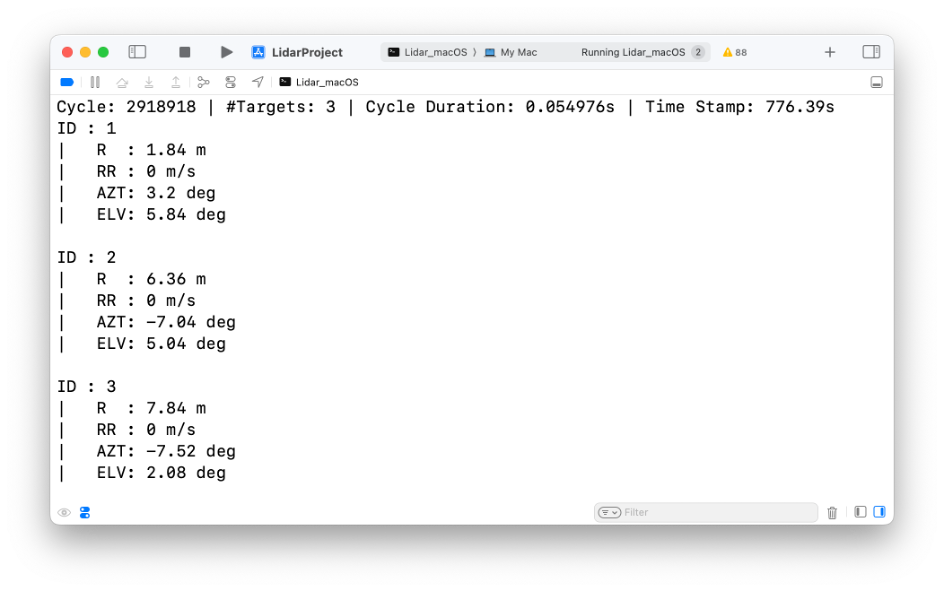 LidarProject
Lidar_macOS ⟩ My Mac
Running Lidar_macOS 2
88
Lidar_macOS
Cycle: 2918918 | #Targets: 3 | Cycle Duration: 0.054976s | Time Stamp: 776.39s
ID : 1
|   R  : 1.84 m
|   RR : 0 m/s
|   AZT: 3.2 deg
|   ELV: 5.84 deg
ID : 2
|   R  : 6.36 m
|   RR : 0 m/s
|   AZT: -7.04 deg
|   ELV: 5.04 deg
ID : 3
|   R  : 7.84 m
|   RR : 0 m/s
|   AZT: -7.52 deg
|   ELV: 2.08 deg
Filter